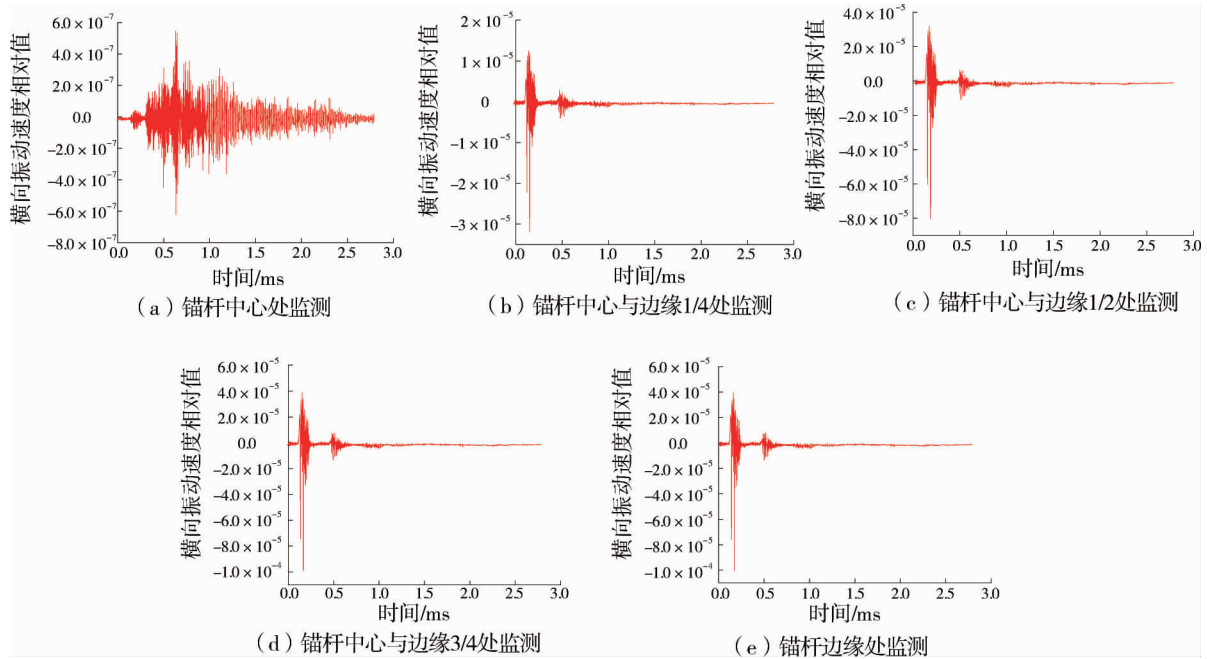 横向振动速度相对值
6.0×10⁻⁷
4.0×10⁻⁷
2.0×10⁻⁷
0.0
−2.0×10⁻⁷
−4.0×10⁻⁷
−6.0×10⁻⁷
−8.0×10⁻⁷
0.0 0.5 1.0 1.5 2.0 2.5 3.0
时间/ms
(a)锚杆中心处监测
横向振动速度相对值
2×10⁻⁵
1×10⁻⁵
0
−1×10⁻⁵
−2×10⁻⁵
−3×10⁻⁵
0.0 0.5 1.0 1.5 2.0 2.5 3.0
时间/ms
(b)锚杆中心与边缘1/4处监测
横向振动速度相对值
4.0×10⁻⁵
2.0×10⁻⁵
0.0
−2.0×10⁻⁵
−4.0×10⁻⁵
−6.0×10⁻⁵
−8.0×10⁻⁵
0.0 0.5 1.0 1.5 2.0 2.5 3.0
时间/ms
(c)锚杆中心与边缘1/2处监测
横向振动速度相对值
6.0×10⁻⁵
4.0×10⁻⁵
2.0×10⁻⁵
0.0
−2.0×10⁻⁵
−4.0×10⁻⁵
−6.0×10⁻⁵
−8.0×10⁻⁵
−1.0×10⁻⁴
0.0 0.5 1.0 1.5 2.0 2.5 3.0
时间/ms
(d)锚杆中心与边缘3/4处监测
横向振动速度相对值
6.0×10⁻⁵
4.0×10⁻⁵
2.0×10⁻⁵
0.0
−2.0×10⁻⁵
−4.0×10⁻⁵
−6.0×10⁻⁵
−8.0×10⁻⁵
−1.0×10⁻⁴
0.0 0.5 1.0 1.5 2.0 2.5 3.0
时间/ms
(e)锚杆边缘处监测